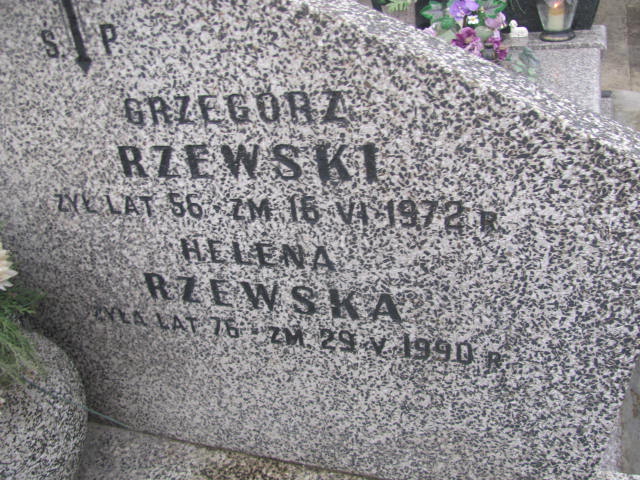 Ś P
GRZEGORZ
RZEWSKI
ŻYŁ LAT 56 · ZM 16 VI 1972 R
HELENA
RZEWSKA
ŻYŁA LAT 76 · ZM 29 V 1990 R